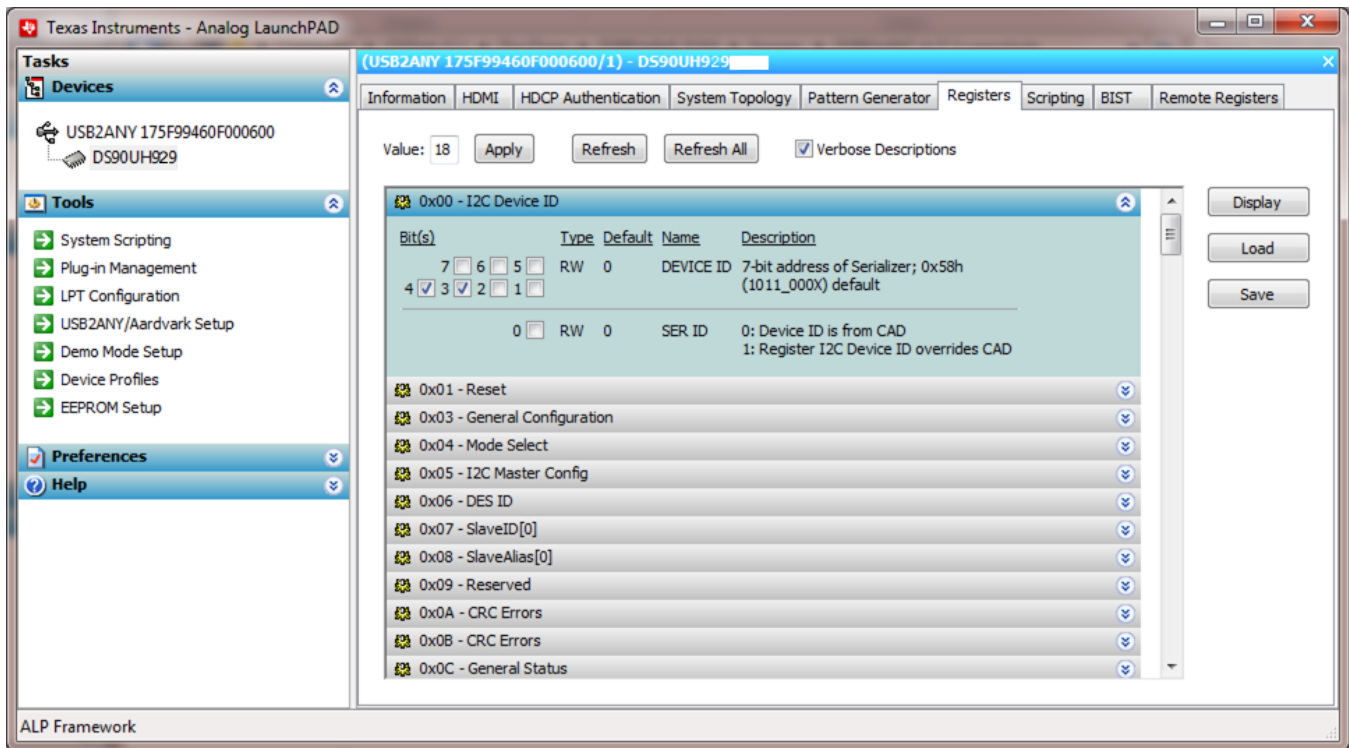 Texas Instruments - Analog LaunchPAD
Tasks
Devices
USB2ANY 175F99460F000600
DS90UH929
Tools
System Scripting
Plug-in Management
LPT Configuration
USB2ANY/Aardvark Setup
Demo Mode Setup
Device Profiles
EEPROM Setup
Preferences
Help
(USB2ANY 175F99460F000600/1) - DS90UH929
Information HDMI HDCP Authentication System Topology Pattern Generator Registers Scripting BIST Remote Registers
Value: 18 Apply Refresh Refresh All Verbose Descriptions
0x00 - I2C Device ID
Bit(s) Type Default Name Description
7 6 5 RW 0 DEVICE ID 7-bit address of Serializer; 0x58h
4 3 2 1 (1011_000X) default
0 RW 0 SER ID 0: Device ID is from CAD
1: Register I2C Device ID overrides CAD
0x01 - Reset
0x03 - General Configuration
0x04 - Mode Select
0x05 - I2C Master Config
0x06 - DES ID
0x07 - SlaveID[0]
0x08 - SlaveAlias[0]
0x09 - Reserved
0x0A - CRC Errors
0x0B - CRC Errors
0x0C - General Status
Display
Load
Save
ALP Framework